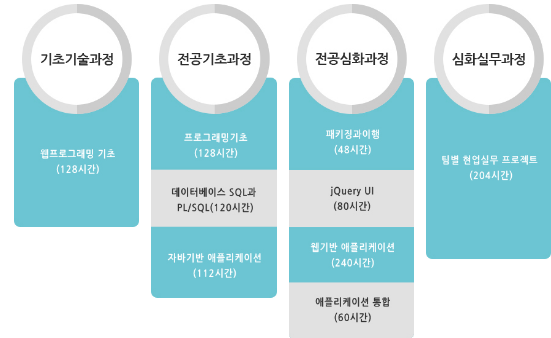 기초기술과정
웹프로그래밍 기초
(128시간)
전공기초과정
프로그래밍기초
(128시간)
데이터베이스 SQL과
PL/SQL(120시간)
자바기반 애플리케이션
(112시간)
전공심화과정
패키징과이행
(48시간)
jQuery UI
(80시간)
웹기반 애플리케이션
(240시간)
애플리케이션 통합
(60시간)
심화실무과정
팀별 현업실무 프로젝트
(204시간)